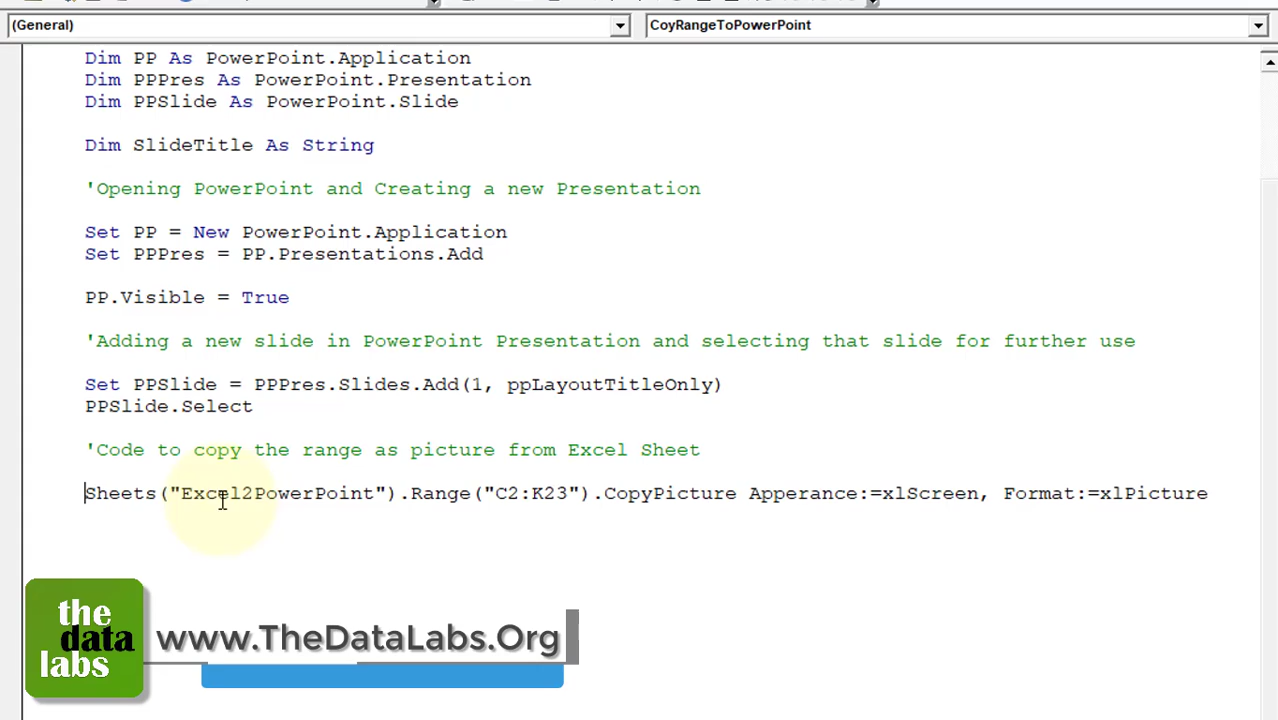 (General)
CoyRangeToPowerPoint
Dim PP As PowerPoint.Application
Dim PPPres As PowerPoint.Presentation
Dim PPSlide As PowerPoint.Slide
Dim SlideTitle As String
'Opening PowerPoint and Creating a new Presentation
Set PP = New PowerPoint.Application
Set PPPres = PP.Presentations.Add
PP.Visible = True
'Adding a new slide in PowerPoint Presentation and selecting that slide for further use
Set PPSlide = PPPres.Slides.Add(1, ppLayoutTitleOnly)
PPSlide.Select
'Code to copy the range as picture from Excel Sheet
Sheets("Excel2PowerPoint").Range("C2:K23").CopyPicture Apperance:=xlScreen, Format:=xlPicture
the
data
labs
www.TheDataLabs.Org